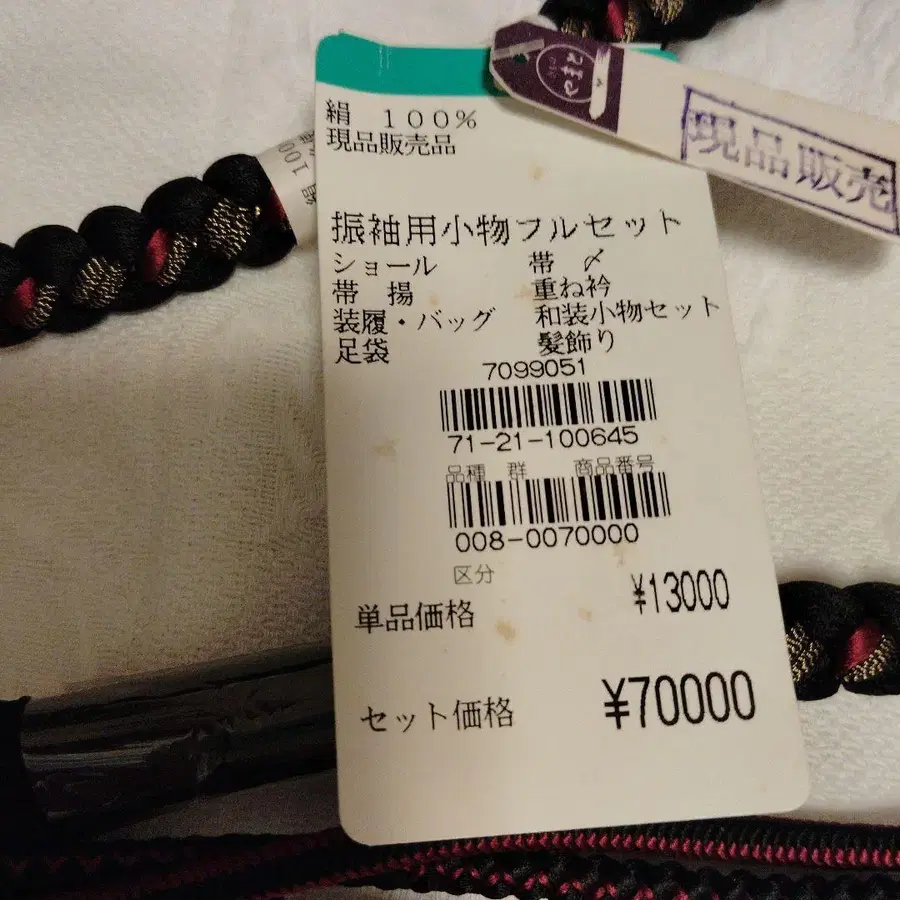 絹 100%
現品販売品
現品販売
振袖用小物フルセット
ショール 帯〆
帯揚 重ね衿
装履・バッグ 和装小物セット
足袋 髪飾り
7099051
71-21-100645
品種 群 商品番号
008-0070000
区分
単品価格 ¥13000
セット価格 ¥70000